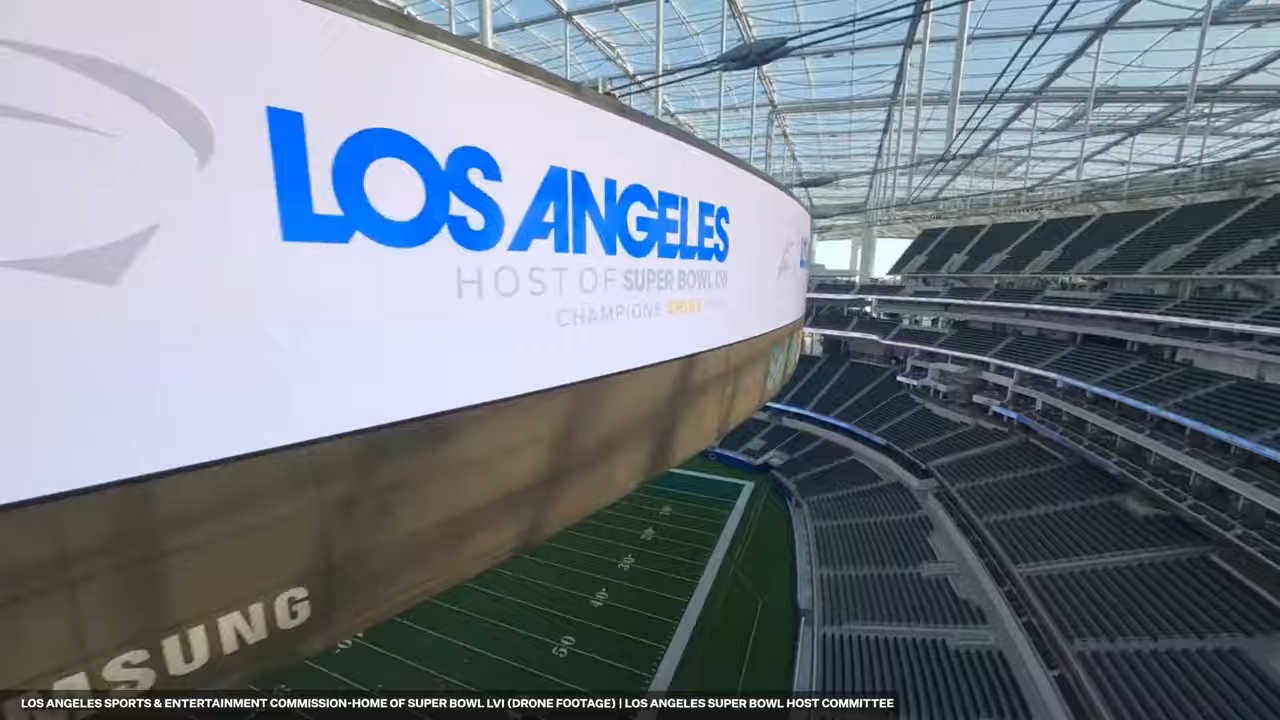 LOS ANGELES
HOST OF SUPER BOWL LVI
CHAMPIONS SHINE
50
40
30
20
LOS ANGELES SPORTS & ENTERTAINMENT COMMISSION-HOME OF SUPER BOWL LVI (DRONE FOOTAGE) | LOS ANGELES SUPER BOWL HOST COMMITTEE